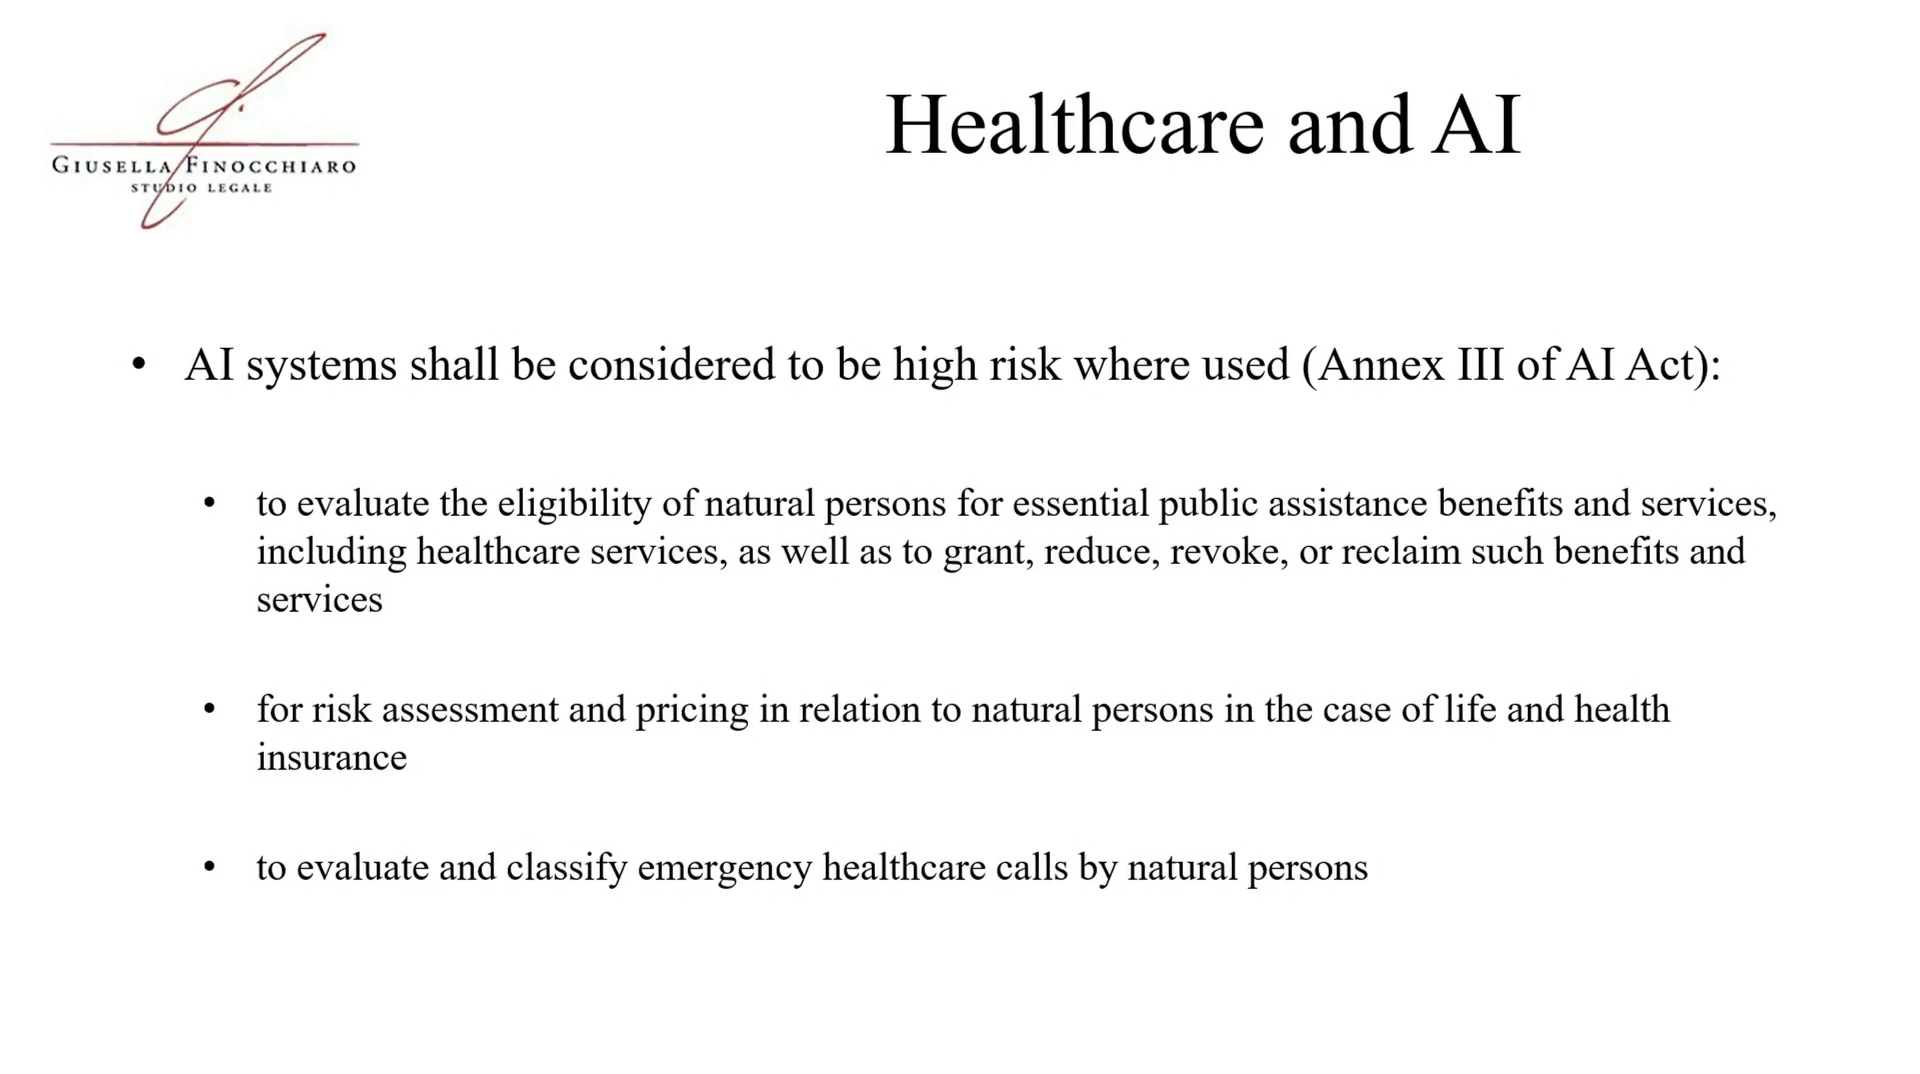 GIUSELLA FINOCCHIARO
STUDIO LEGALE
Healthcare and AI
• AI systems shall be considered to be high risk where used (Annex III of AI Act):
• to evaluate the eligibility of natural persons for essential public assistance benefits and services,
including healthcare services, as well as to grant, reduce, revoke, or reclaim such benefits and
services
• for risk assessment and pricing in relation to natural persons in the case of life and health
insurance
• to evaluate and classify emergency healthcare calls by natural persons